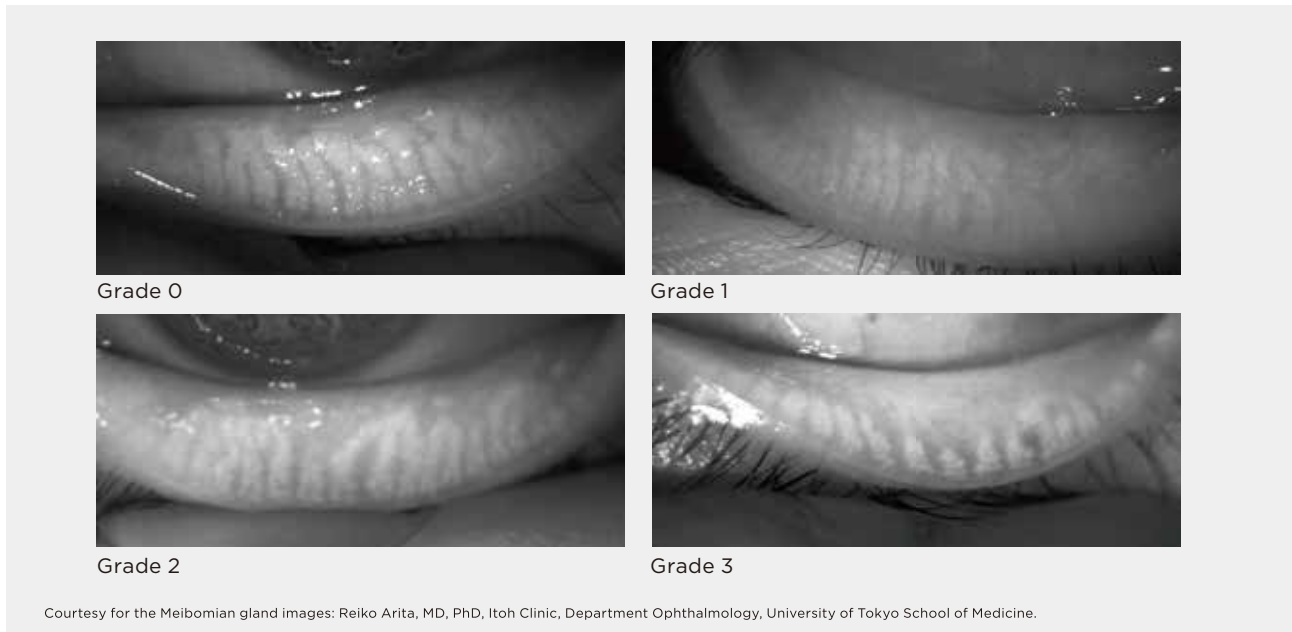 Grade 0
Grade 1
Grade 2
Grade 3
Courtesy for the Meibomian gland images: Reiko Arita, MD, PhD, Itoh Clinic, Department Ophthalmology, University of Tokyo School of Medicine.